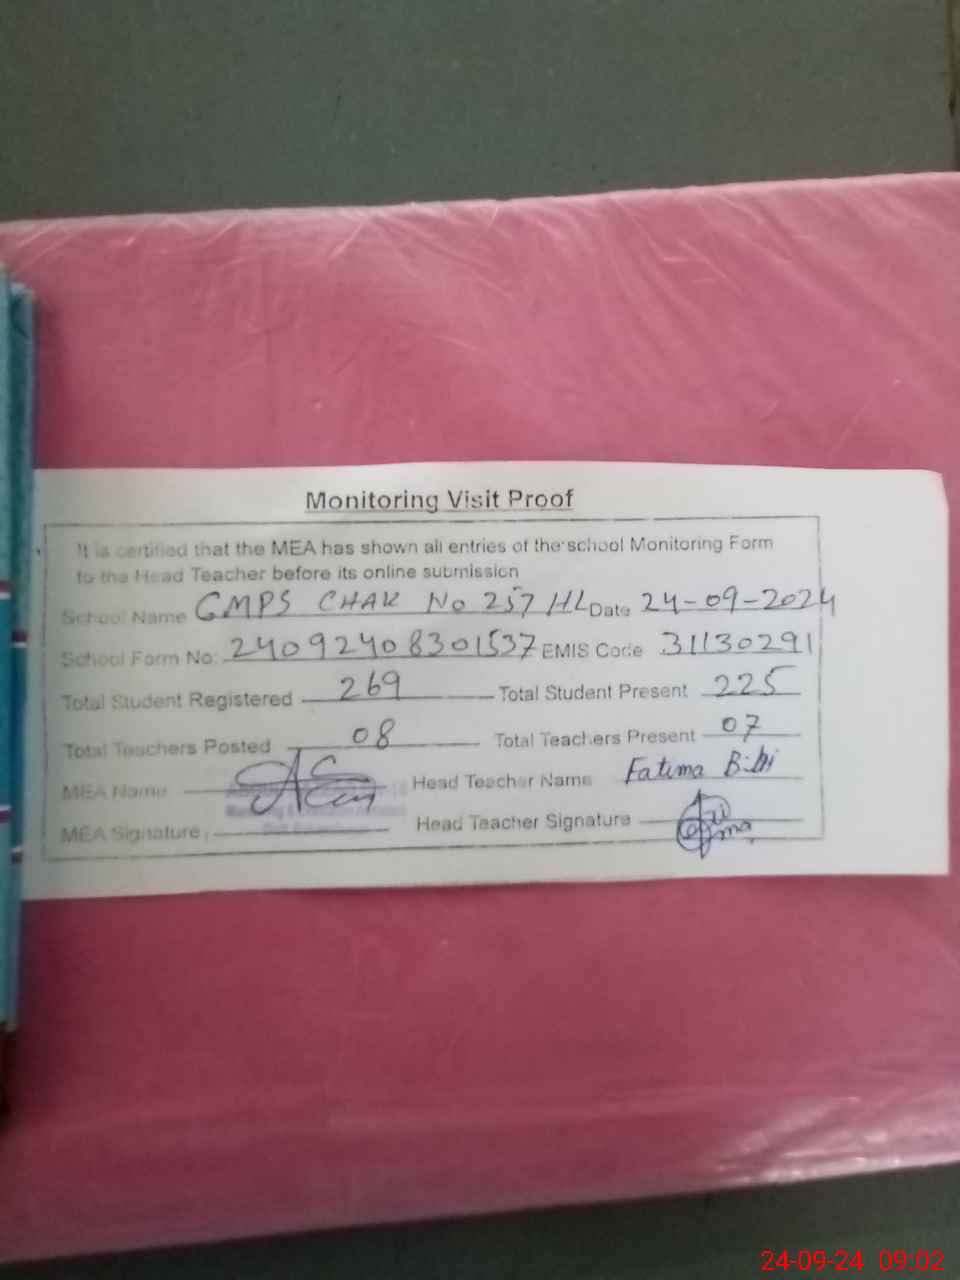 Monitoring Visit Proof
It is certified that the MEA has shown all entries of the school Monitoring Form
to the Head Teacher before its online submission
School Name GMPS CHAK No 257 HL Date 24-09-2024
School Form No: 24092408301537 EMIS Code 31130291
Total Student Registered 269 Total Student Present 225
Total Teachers Posted 08 Total Teachers Present 07
MEA Name Head Teacher Name Fatima Bibi
MEA Signature Head Teacher Signature
24-09-24 09:02